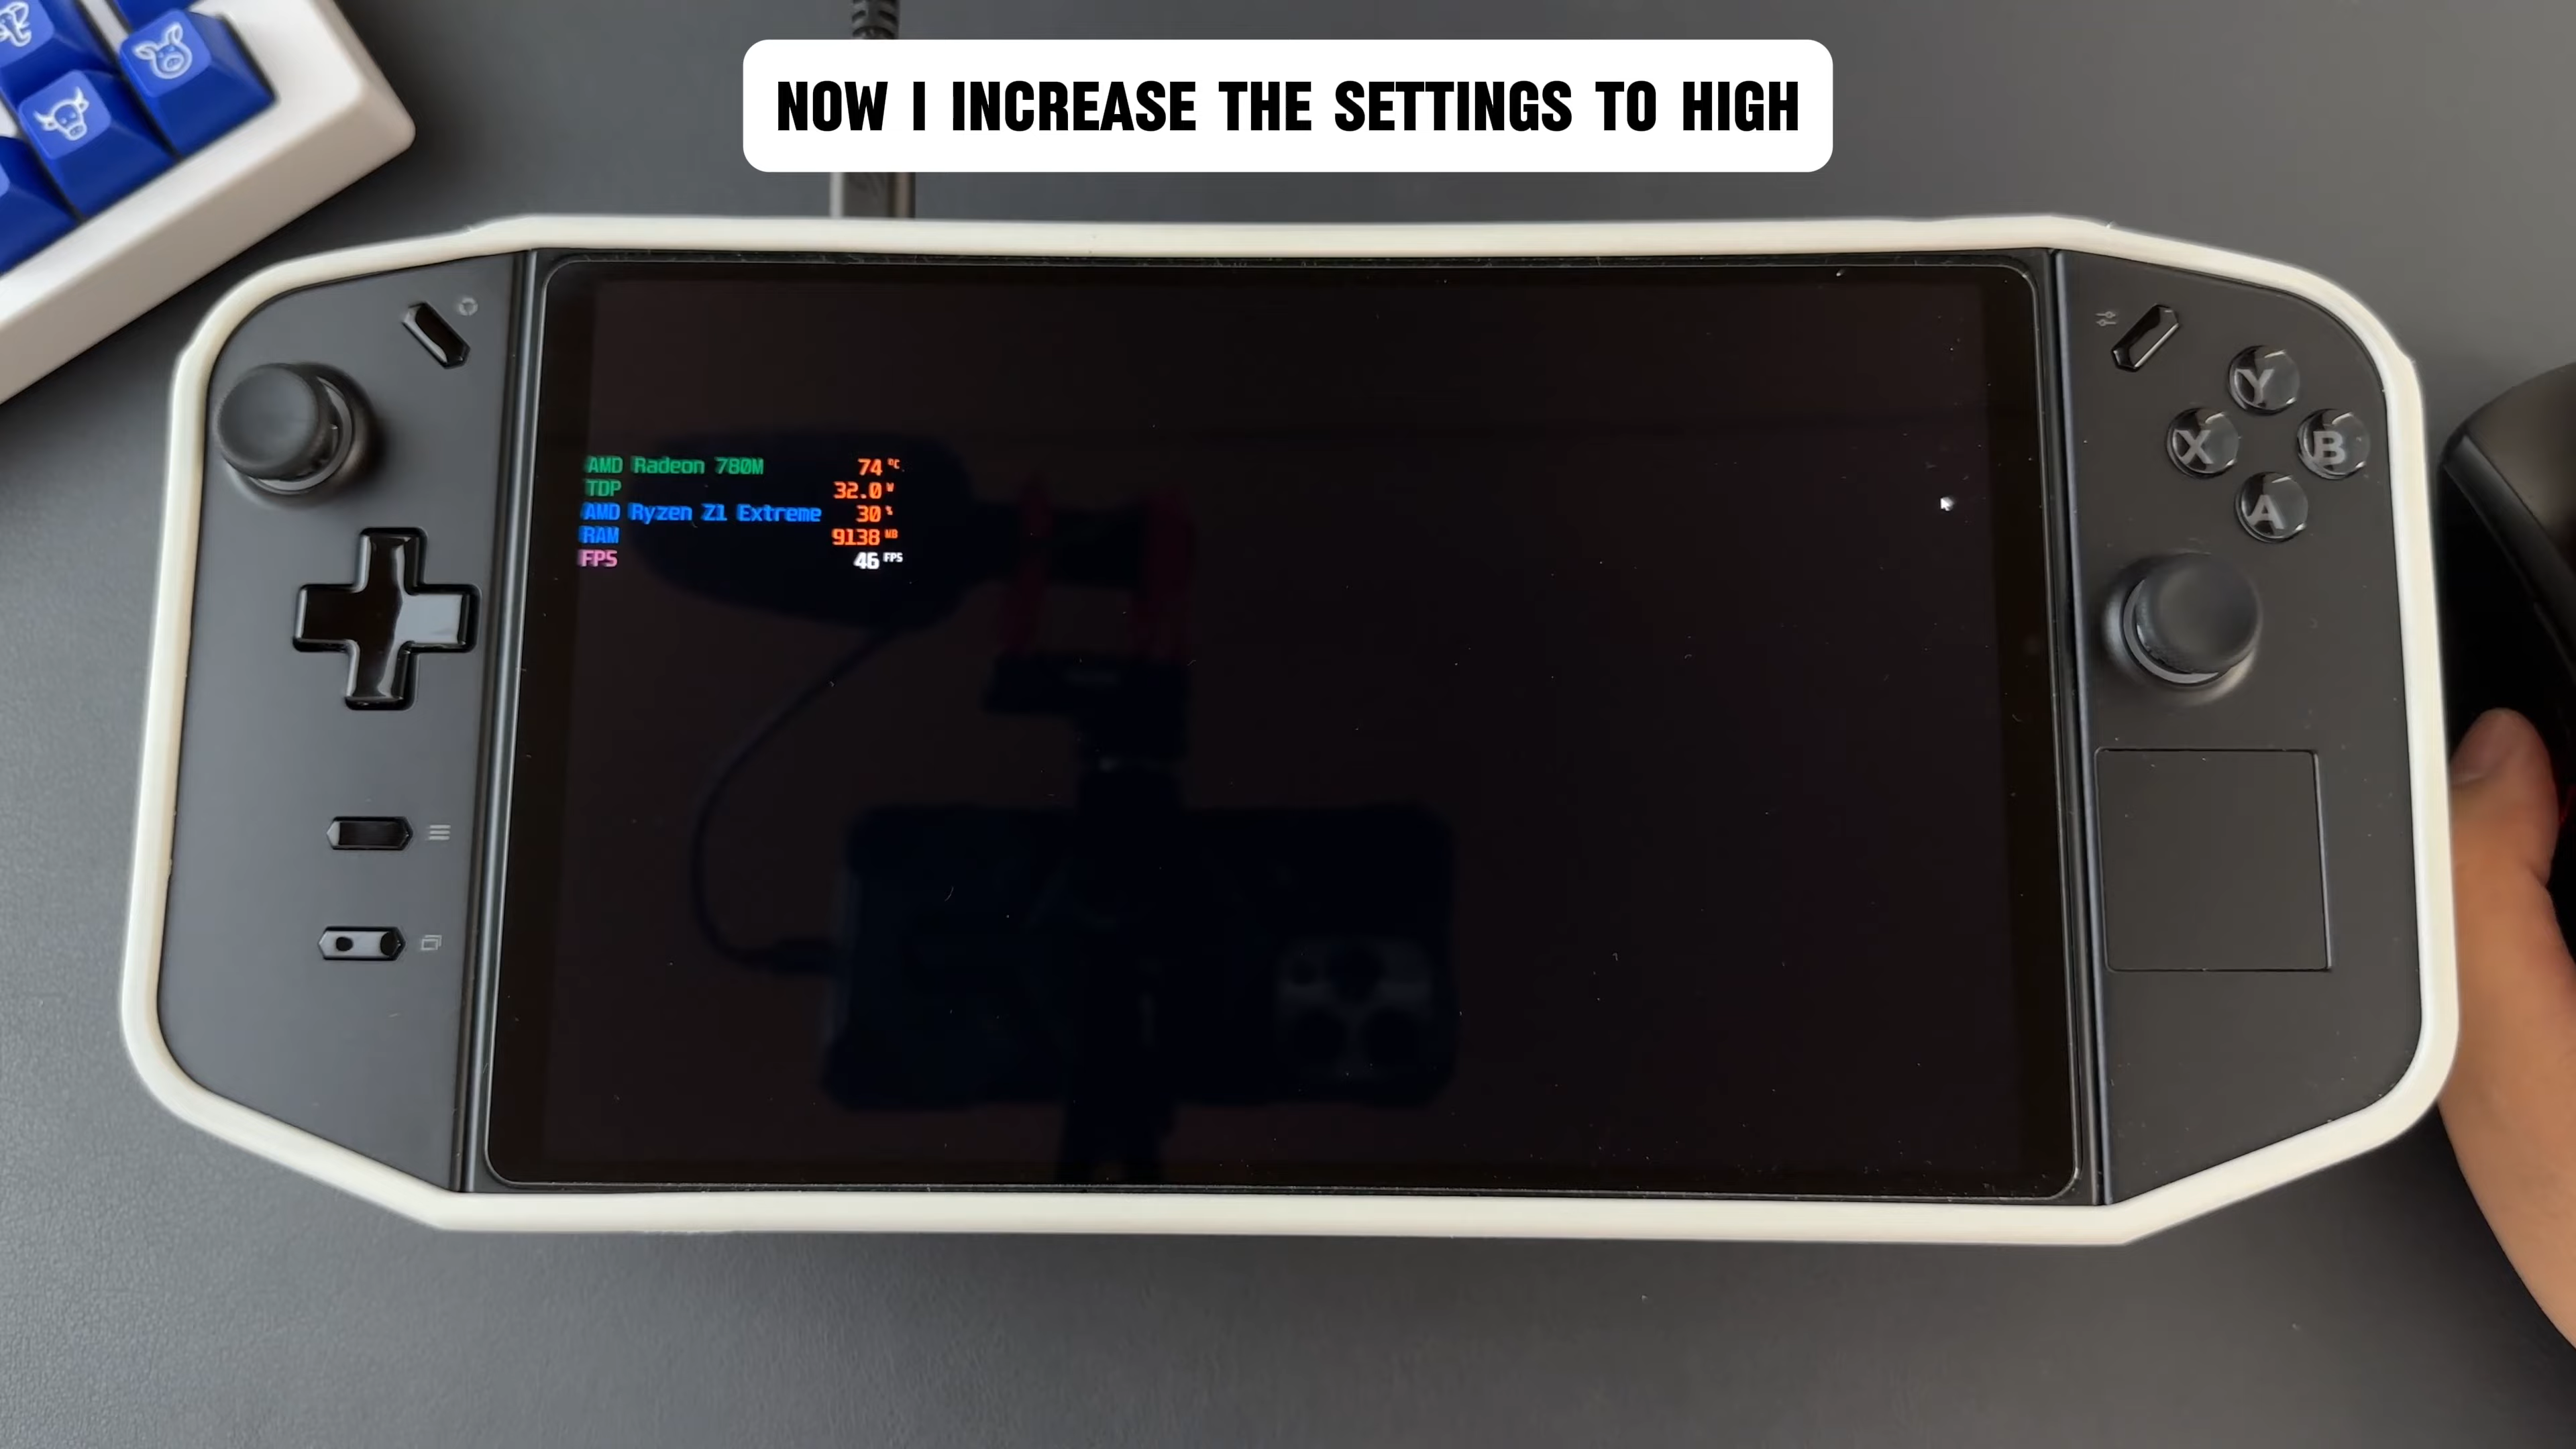 NOW I INCREASE THE SETTINGS TO HIGH
AMD Radeon 780M 74 °C
TDP 32.0 W
AMD Ryzen Z1 Extreme 30 %
RAM 9138 MB
FPS 46 FPS
Y
X B
A